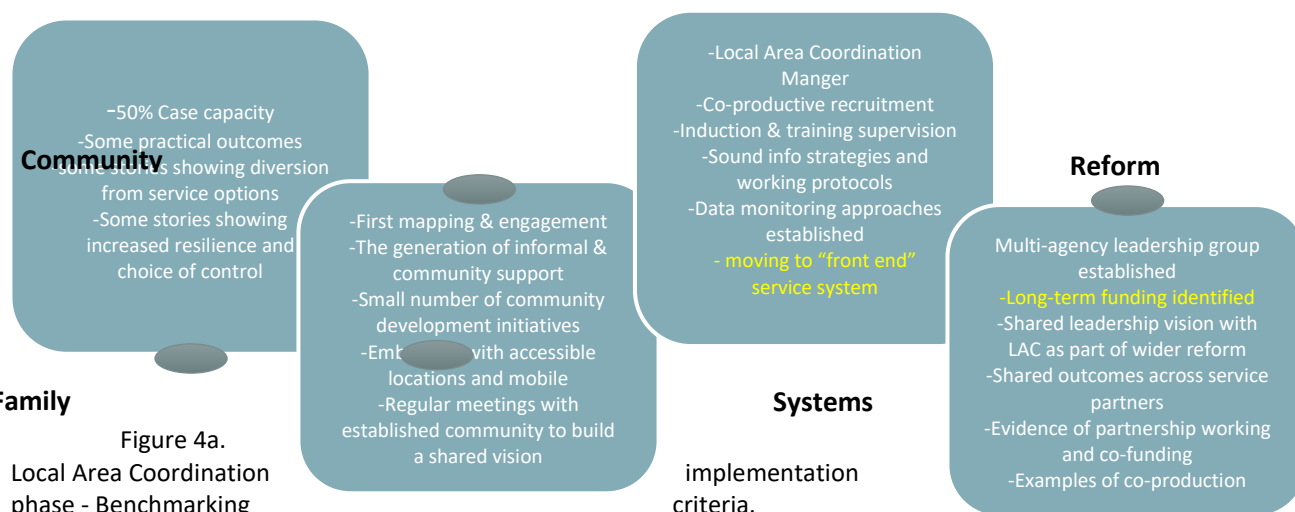 -50% Case capacity
-Some practical outcomes
-some stories showing diversion
from service options
-Some stories showing
increased resilience and
choice of control
Community
-First mapping & engagement
-The generation of informal &
community support
-Small number of community
development initiatives
with accessible
locations and mobile
-Regular meetings with
established community to build
a shared vision
Family
-Local Area Coordination
Manger
-Co-productive recruitment
-Induction & training supervision
-Sound info strategies and
working protocols
-Data monitoring approaches
established
- moving to “front end”
service system
Systems
Reform
Multi-agency leadership group
established
-Long-term funding identified
-Shared leadership vision with
LAC as part of wider reform
-Shared outcomes across service
partners
-Evidence of partnership working
and co-funding
-Examples of co-production
Figure 4a.
Local Area Coordination implementation
phase - Benchmarking criteria.